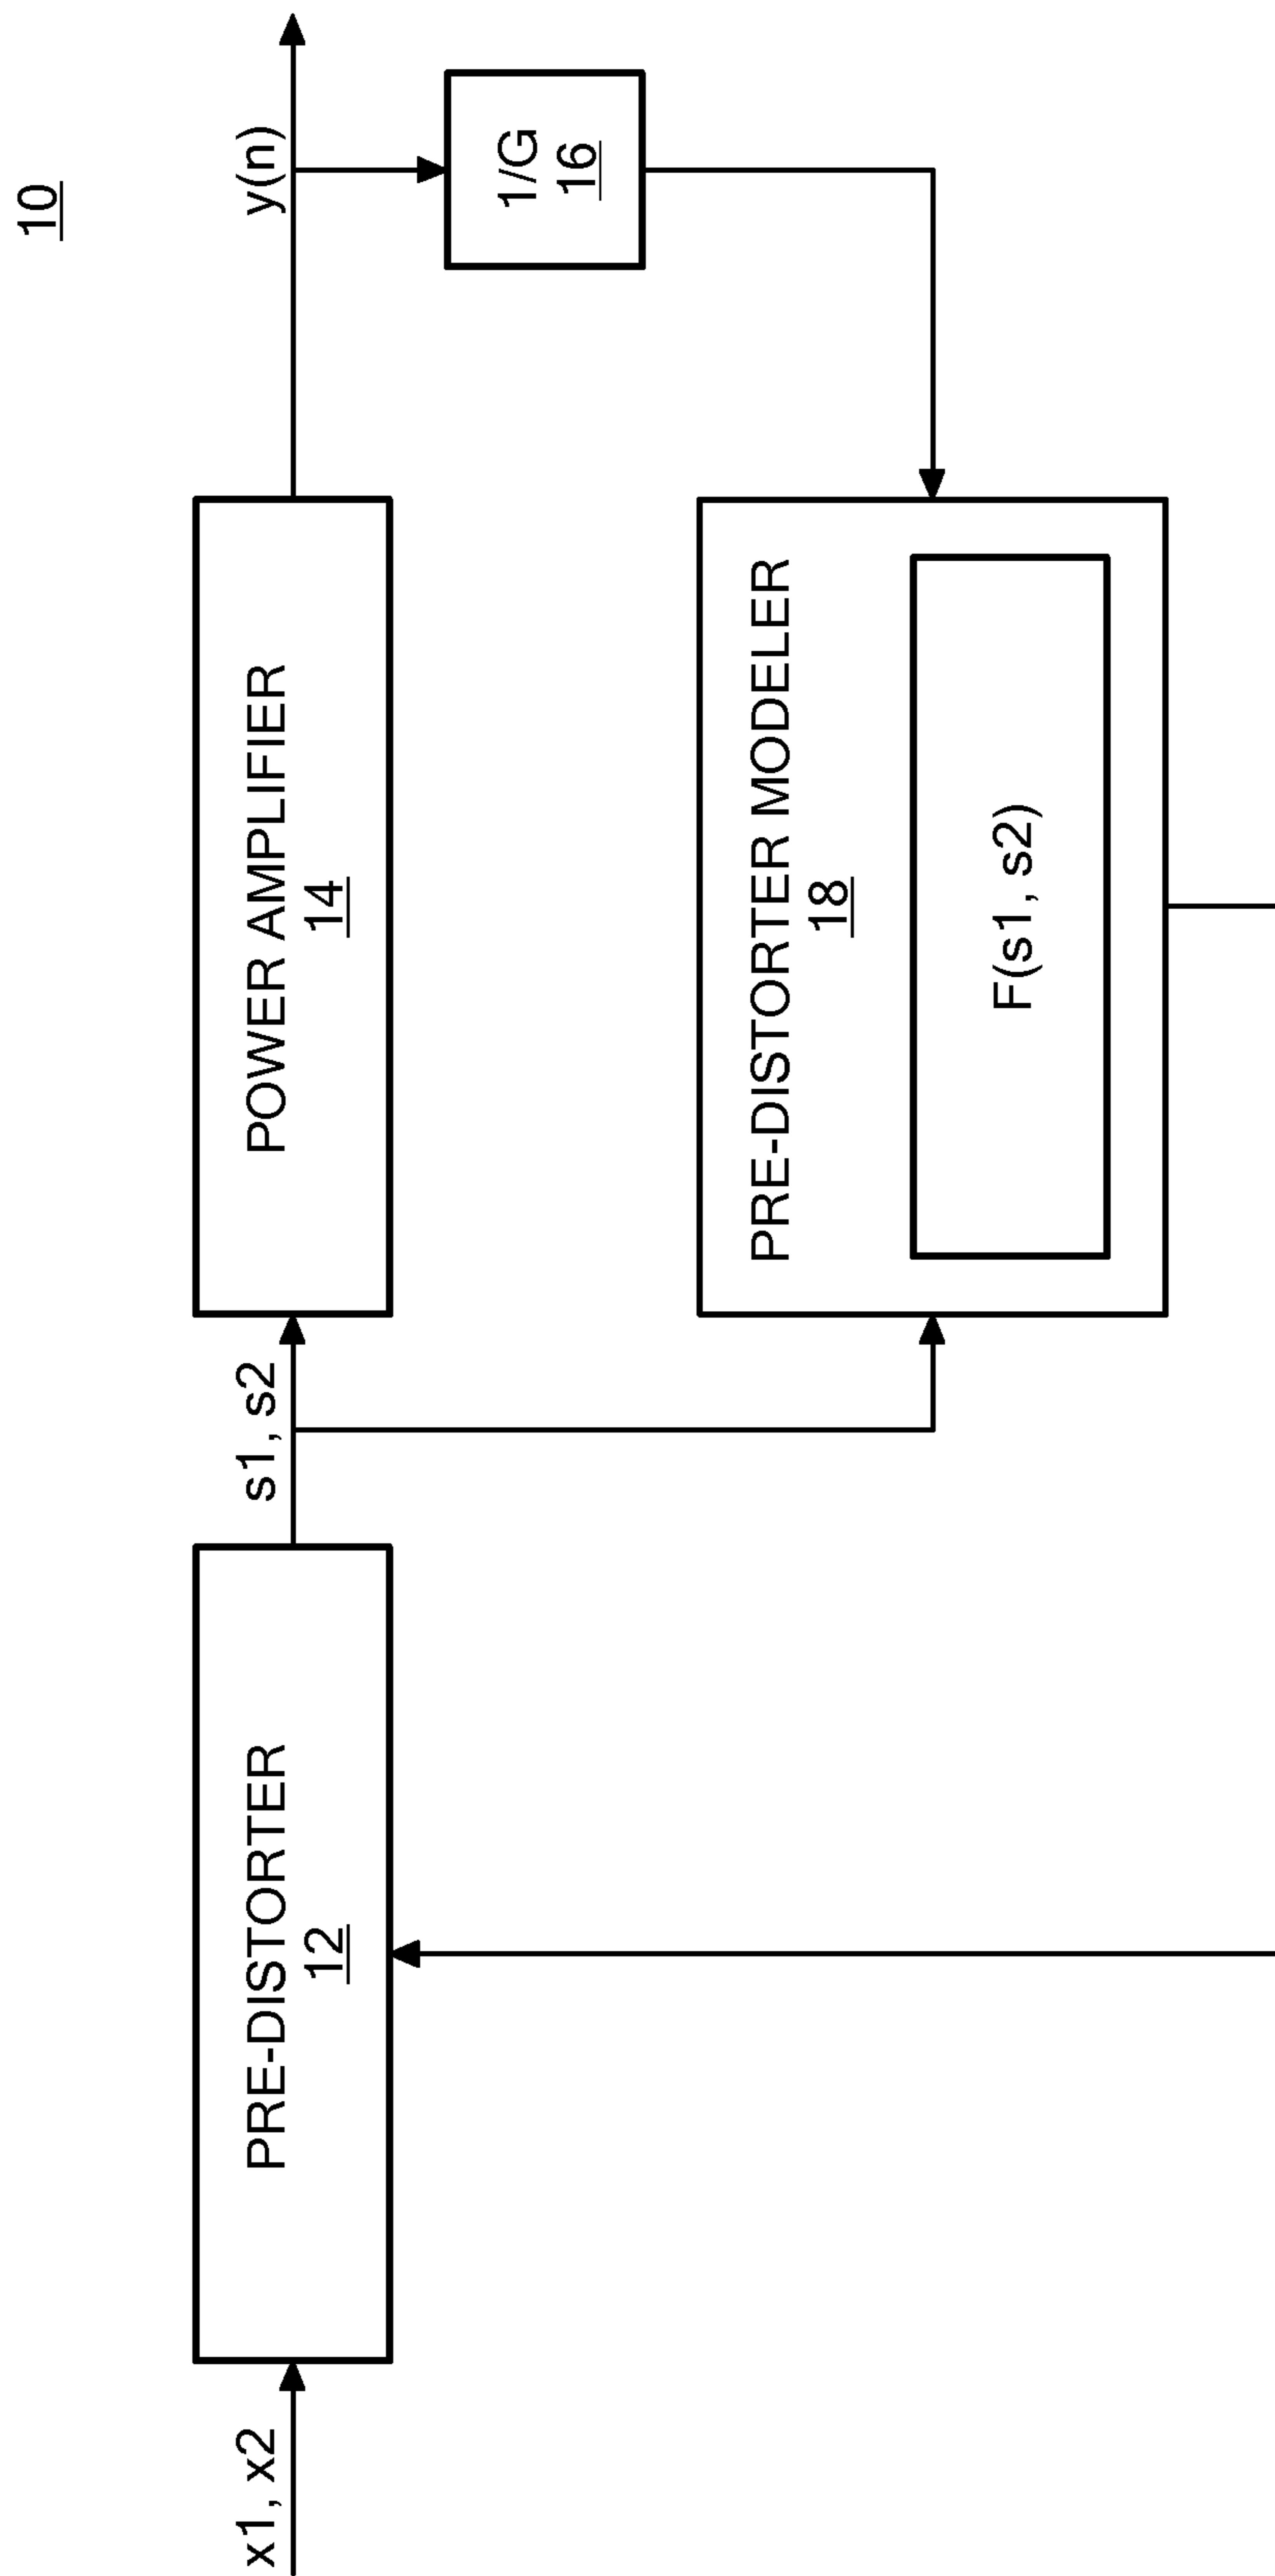 10
x1, x2
PRE-DISTORTER
12
s1, s2
POWER AMPLIFIER
14
y(n)
1/G
16
PRE-DISTORTER MODELER
18
F(s1, s2)